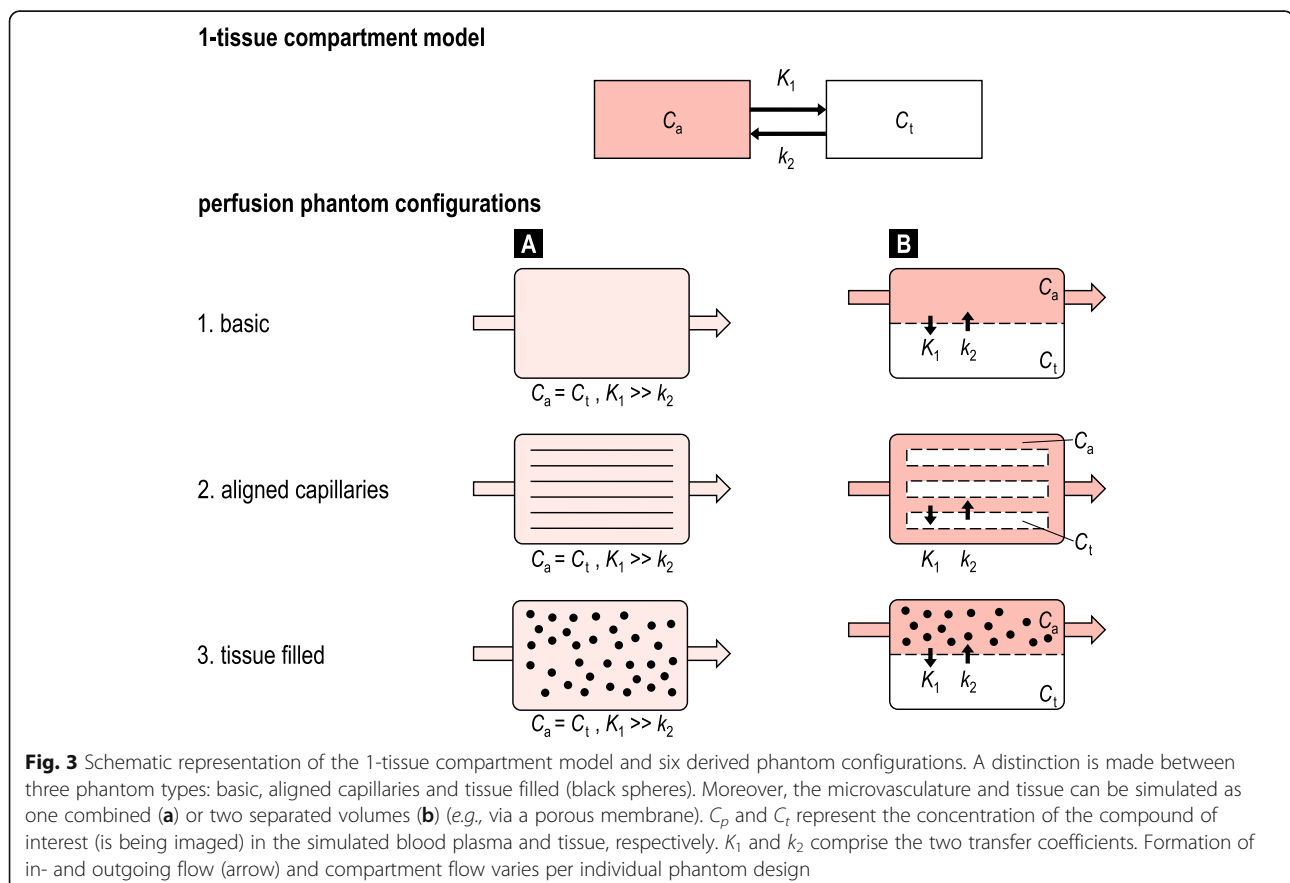 1-tissue compartment model
K1
Ca
Ct
k2
perfusion phantom configurations
A
B
1. basic
Ca
K1 k2
Ct
Ca = Ct , K1 >> k2
2. aligned capillaries
Ca
Ct
K1 k2
Ca = Ct , K1 >> k2
3. tissue filled
Ca
K1 k2
Ct
Ca = Ct , K1 >> k2
Fig. 3 Schematic representation of the 1-tissue compartment model and six derived phantom configurations. A distinction is made between
three phantom types: basic, aligned capillaries and tissue filled (black spheres). Moreover, the microvasculature and tissue can be simulated as
one combined (a) or two separated volumes (b) (e.g., via a porous membrane). Cp and Ct represent the concentration of the compound of
interest (is being imaged) in the simulated blood plasma and tissue, respectively. K1 and k2 comprise the two transfer coefficients. Formation of
in- and outgoing flow (arrow) and compartment flow varies per individual phantom design